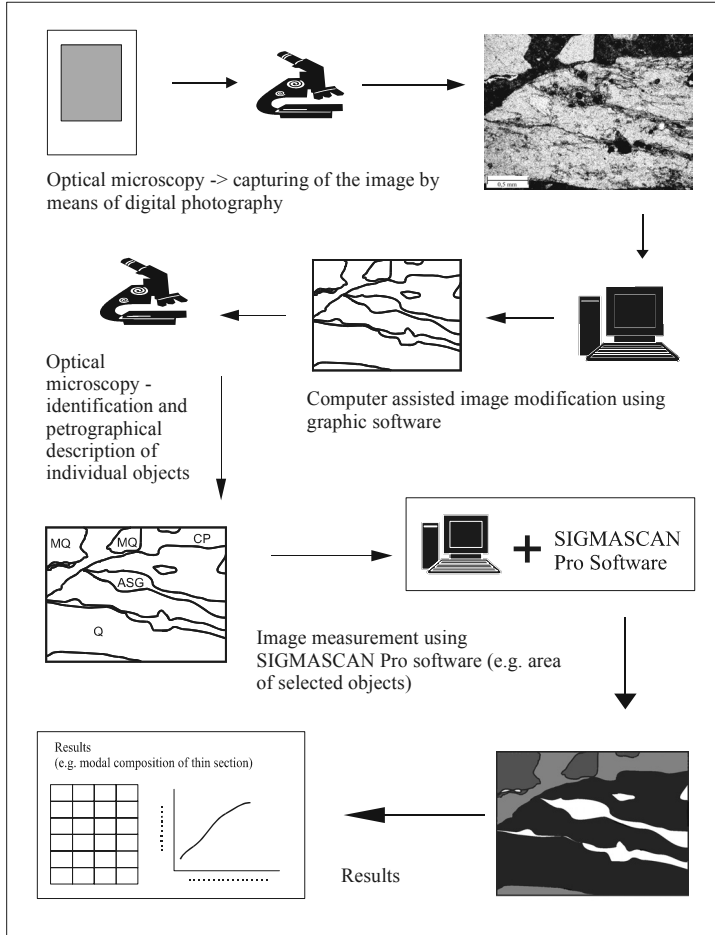 Optical microscopy -> capturing of the image by
means of digital photography
0,5 mm
Optical
microscopy -
identification and
petrographical
description of
individual objects
Computer assisted image modification using
graphic software
MQ
MQ
CP
ASG
Q
SIGMASCAN
Pro Software
Image measurement using
SIGMASCAN Pro software (e.g. area
of selected objects)
Results
(e.g. modal composition of thin section)
Results